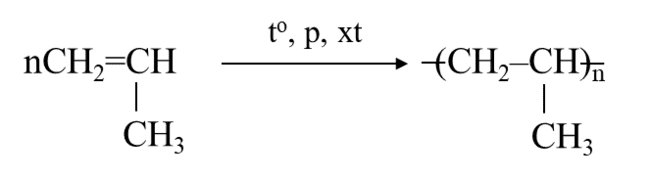 t°, p, xt
nCH₂=CH ⟶ –(CH₂–CH)–ₙ
CH₃ CH₃